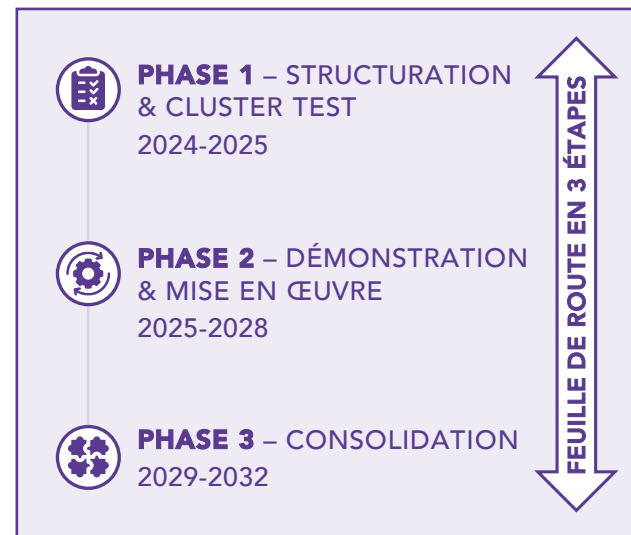 PHASE 1 – STRUCTURATION
& CLUSTER TEST
2024-2025
PHASE 2 – DÉMONSTRATION
& MISE EN ŒUVRE
2025-2028
PHASE 3 – CONSOLIDATION
2029-2032
FEUILLE DE ROUTE EN 3 ÉTAPES